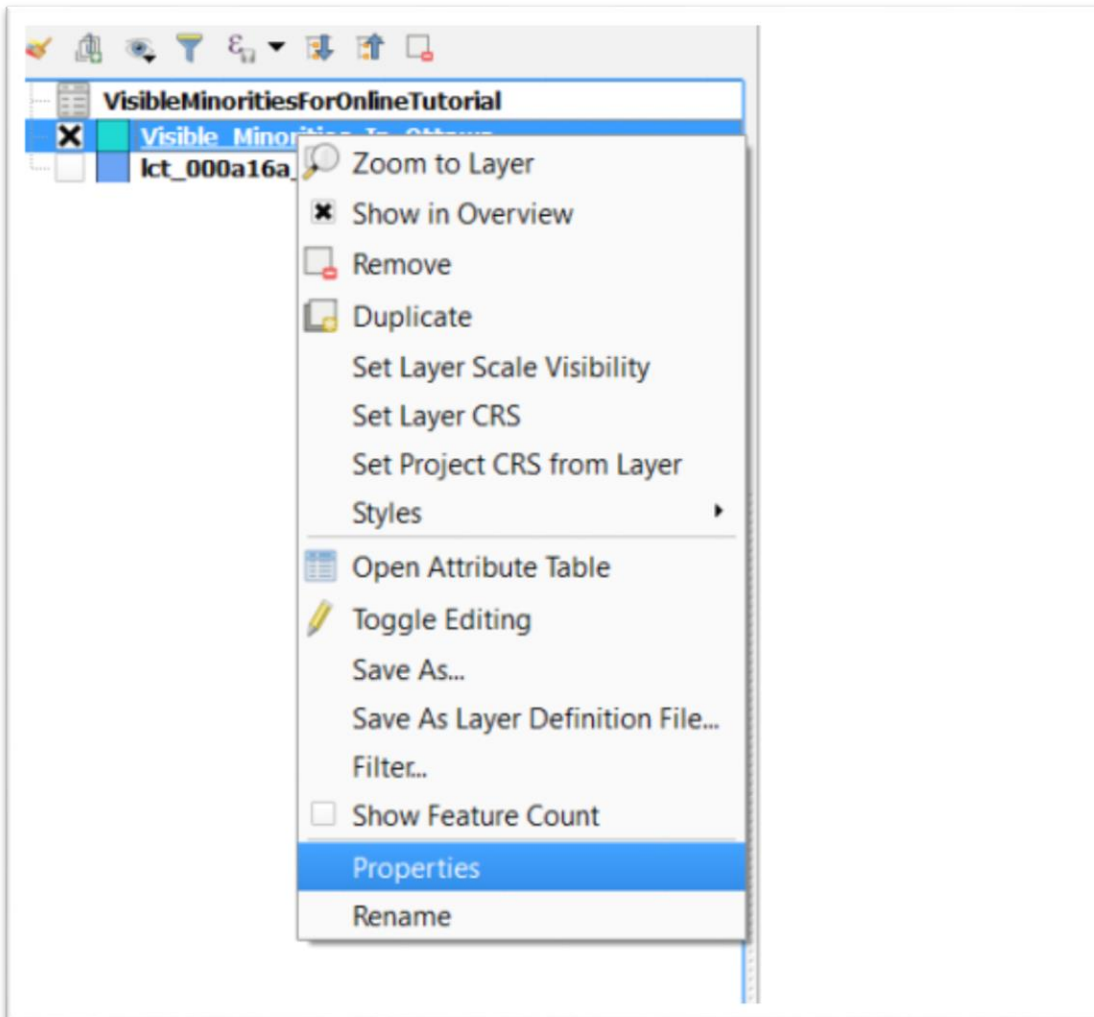 VisibleMinoritiesForOnlineTutorial
Visible_Minorities_In_Ottawa
lct_000a16a_
Zoom to Layer
Show in Overview
Remove
Duplicate
Set Layer Scale Visibility
Set Layer CRS
Set Project CRS from Layer
Styles
Open Attribute Table
Toggle Editing
Save As...
Save As Layer Definition File...
Filter...
Show Feature Count
Properties
Rename